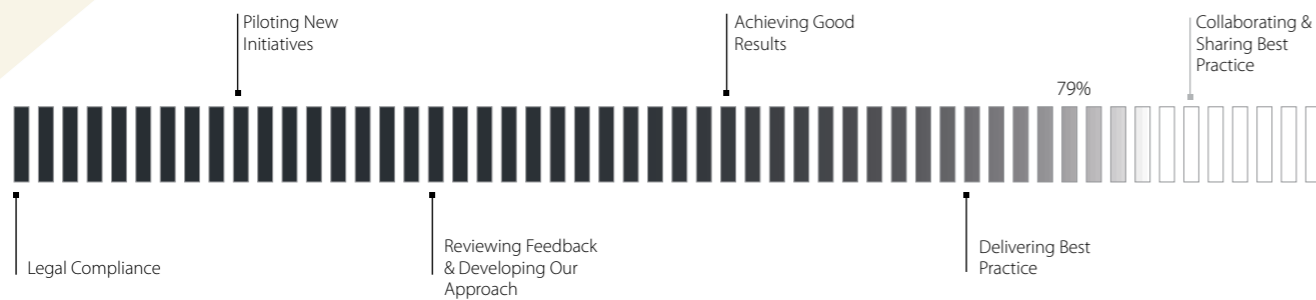 Piloting New
Initiatives
Achieving Good
Results
Collaborating &
Sharing Best
Practice
79%
Legal Compliance
Reviewing Feedback
& Developing Our
Approach
Delivering Best
Practice